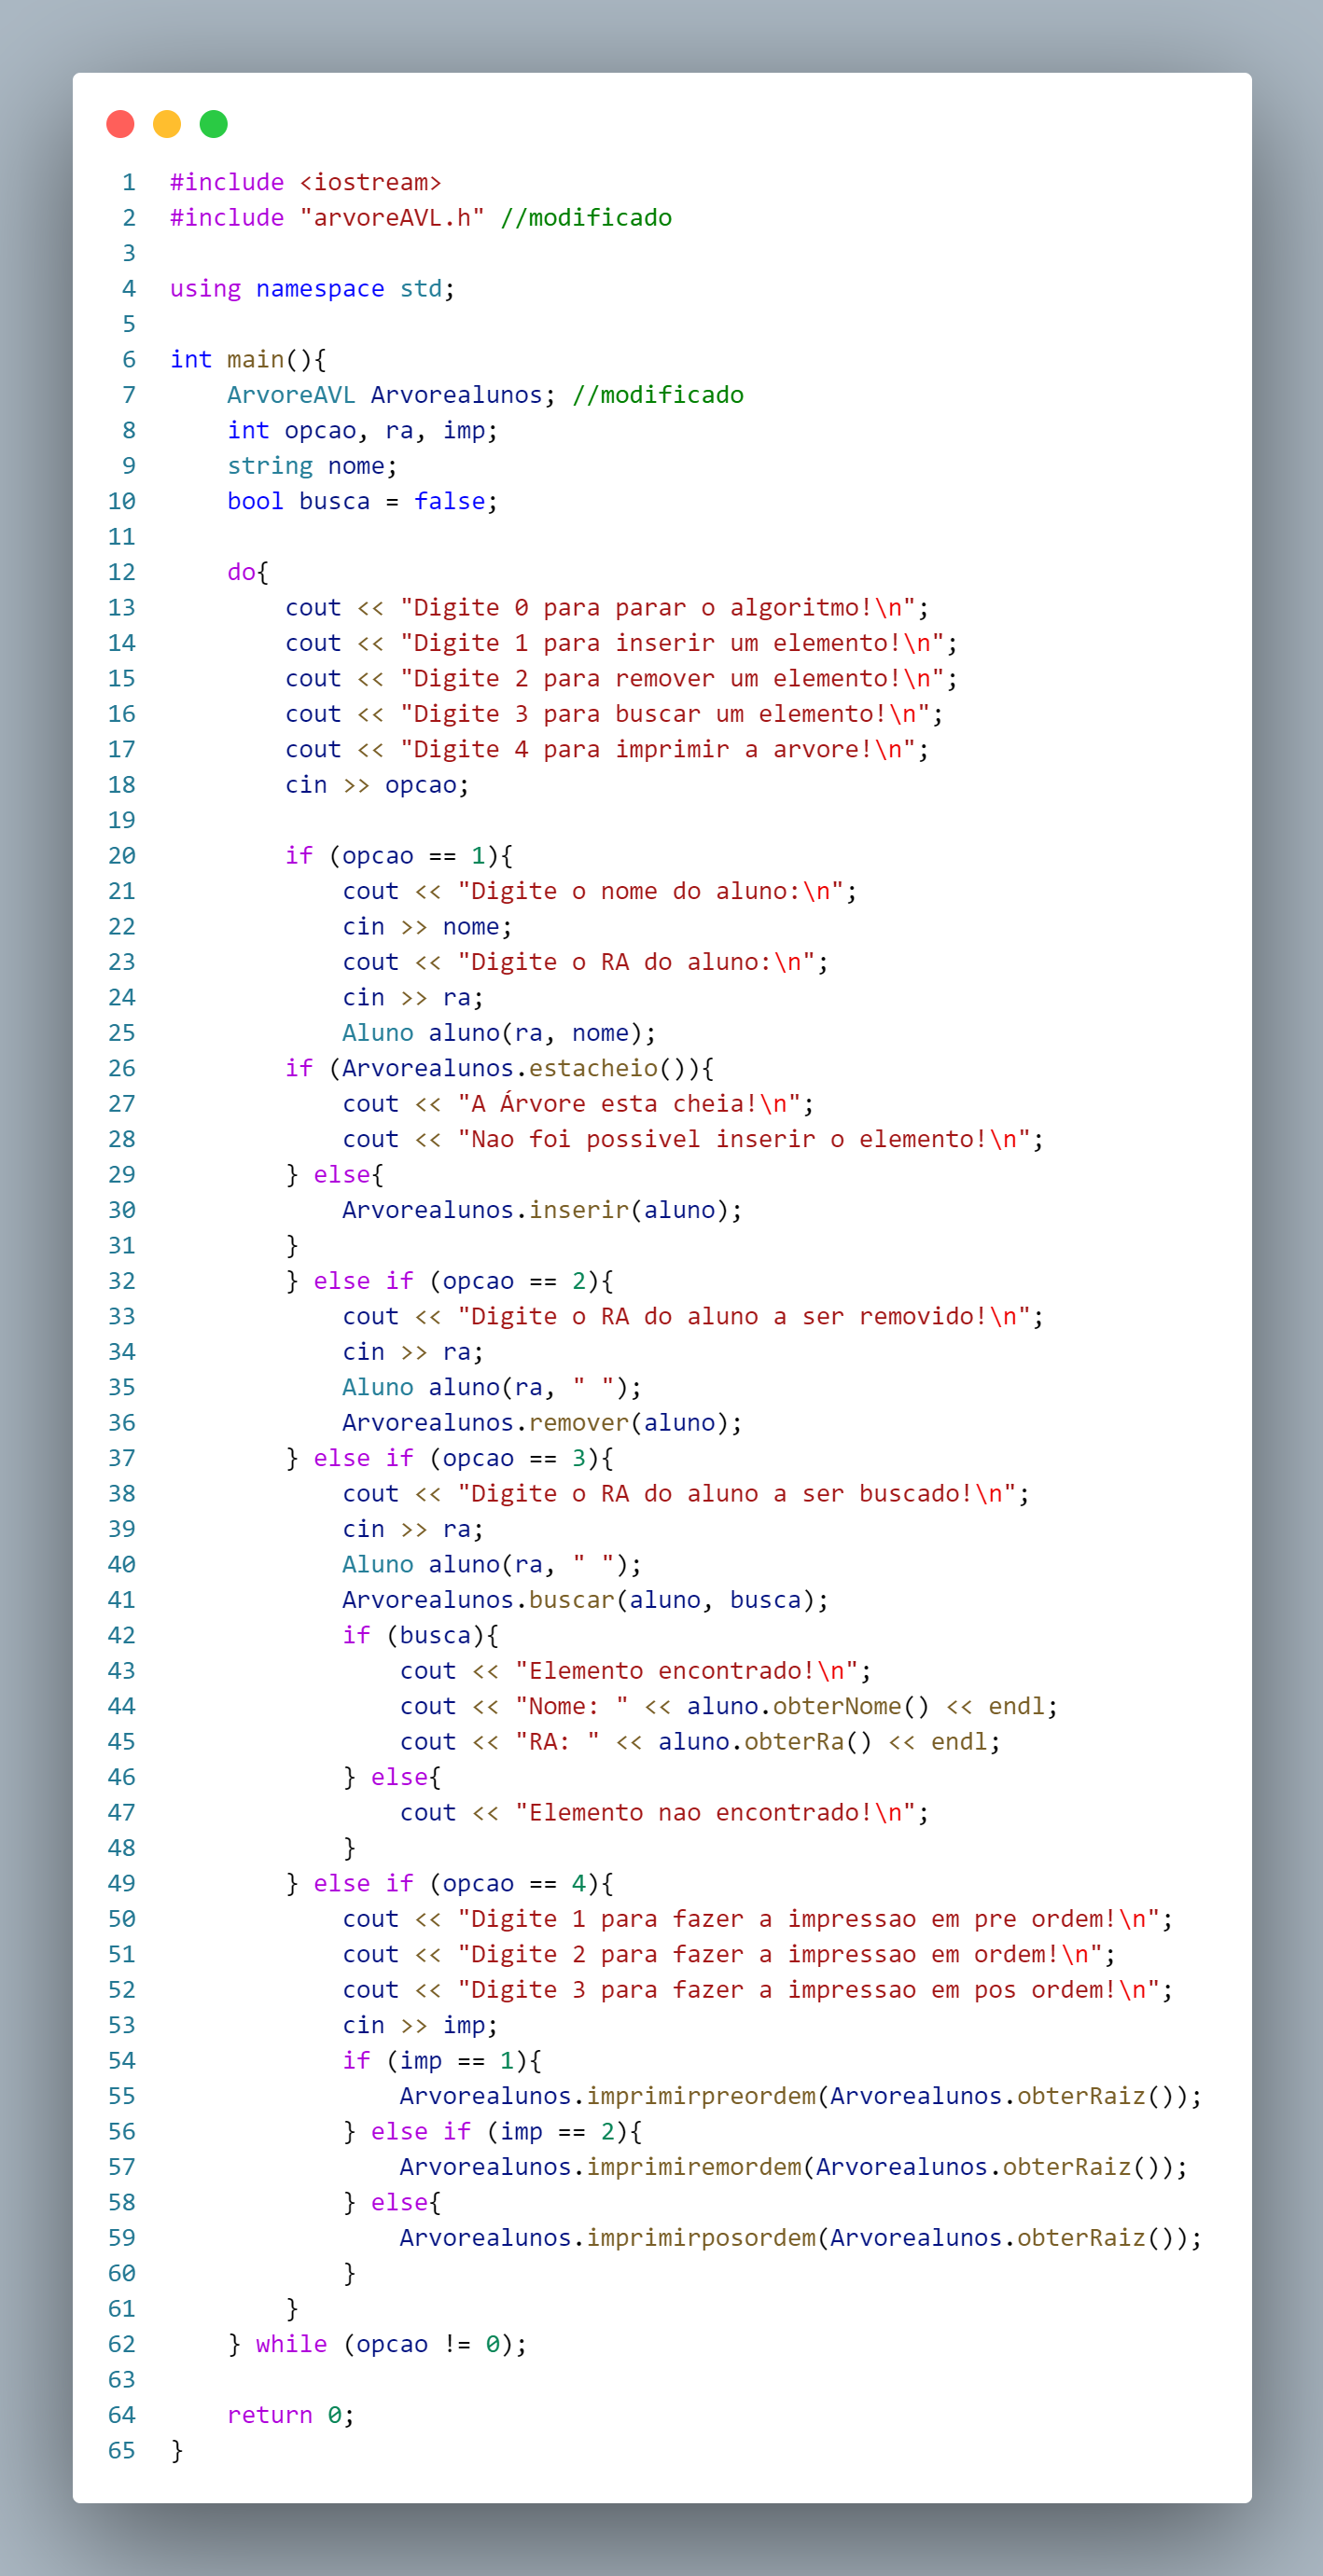 1 #include <iostream>
2 #include "arvoreAVL.h" //modificado
3
4 using namespace std;
5
6 int main(){
7     ArvoreAVL Arvorealunos; //modificado
8     int opcao, ra, imp;
9     string nome;
10     bool busca = false;
11
12     do{
13         cout << "Digite 0 para parar o algoritmo!\n";
14         cout << "Digite 1 para inserir um elemento!\n";
15         cout << "Digite 2 para remover um elemento!\n";
16         cout << "Digite 3 para buscar um elemento!\n";
17         cout << "Digite 4 para imprimir a arvore!\n";
18         cin >> opcao;
19
20         if (opcao == 1){
21             cout << "Digite o nome do aluno:\n";
22             cin >> nome;
23             cout << "Digite o RA do aluno:\n";
24             cin >> ra;
25             Aluno aluno(ra, nome);
26         if (Arvorealunos.estacheio()){
27             cout << "A Árvore esta cheia!\n";
28             cout << "Nao foi possivel inserir o elemento!\n";
29         } else{
30             Arvorealunos.inserir(aluno);
31         }
32         } else if (opcao == 2){
33             cout << "Digite o RA do aluno a ser removido!\n";
34             cin >> ra;
35             Aluno aluno(ra, " ");
36             Arvorealunos.remover(aluno);
37         } else if (opcao == 3){
38             cout << "Digite o RA do aluno a ser buscado!\n";
39             cin >> ra;
40             Aluno aluno(ra, " ");
41             Arvorealunos.buscar(aluno, busca);
42             if (busca){
43                 cout << "Elemento encontrado!\n";
44                 cout << "Nome: " << aluno.obterNome() << endl;
45                 cout << "RA: " << aluno.obterRa() << endl;
46             } else{
47                 cout << "Elemento nao encontrado!\n";
48             }
49         } else if (opcao == 4){
50             cout << "Digite 1 para fazer a impressao em pre ordem!\n";
51             cout << "Digite 2 para fazer a impressao em ordem!\n";
52             cout << "Digite 3 para fazer a impressao em pos ordem!\n";
53             cin >> imp;
54             if (imp == 1){
55                 Arvorealunos.imprimirpreordem(Arvorealunos.obterRaiz());
56             } else if (imp == 2){
57                 Arvorealunos.imprimiremordem(Arvorealunos.obterRaiz());
58             } else{
59                 Arvorealunos.imprimirposordem(Arvorealunos.obterRaiz());
60             }
61         }
62     } while (opcao != 0);
63
64     return 0;
65 }